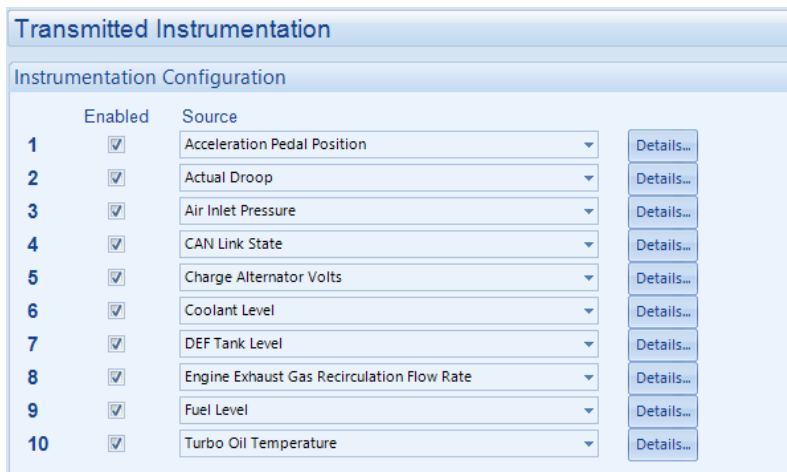 Transmitted Instrumentation
Instrumentation Configuration
Enabled Source
1 Acceleration Pedal Position Details...
2 Actual Droop Details...
3 Air Inlet Pressure Details...
4 CAN Link State Details...
5 Charge Alternator Volts Details...
6 Coolant Level Details...
7 DEF Tank Level Details...
8 Engine Exhaust Gas Recirculation Flow Rate Details...
9 Fuel Level Details...
10 Turbo Oil Temperature Details...